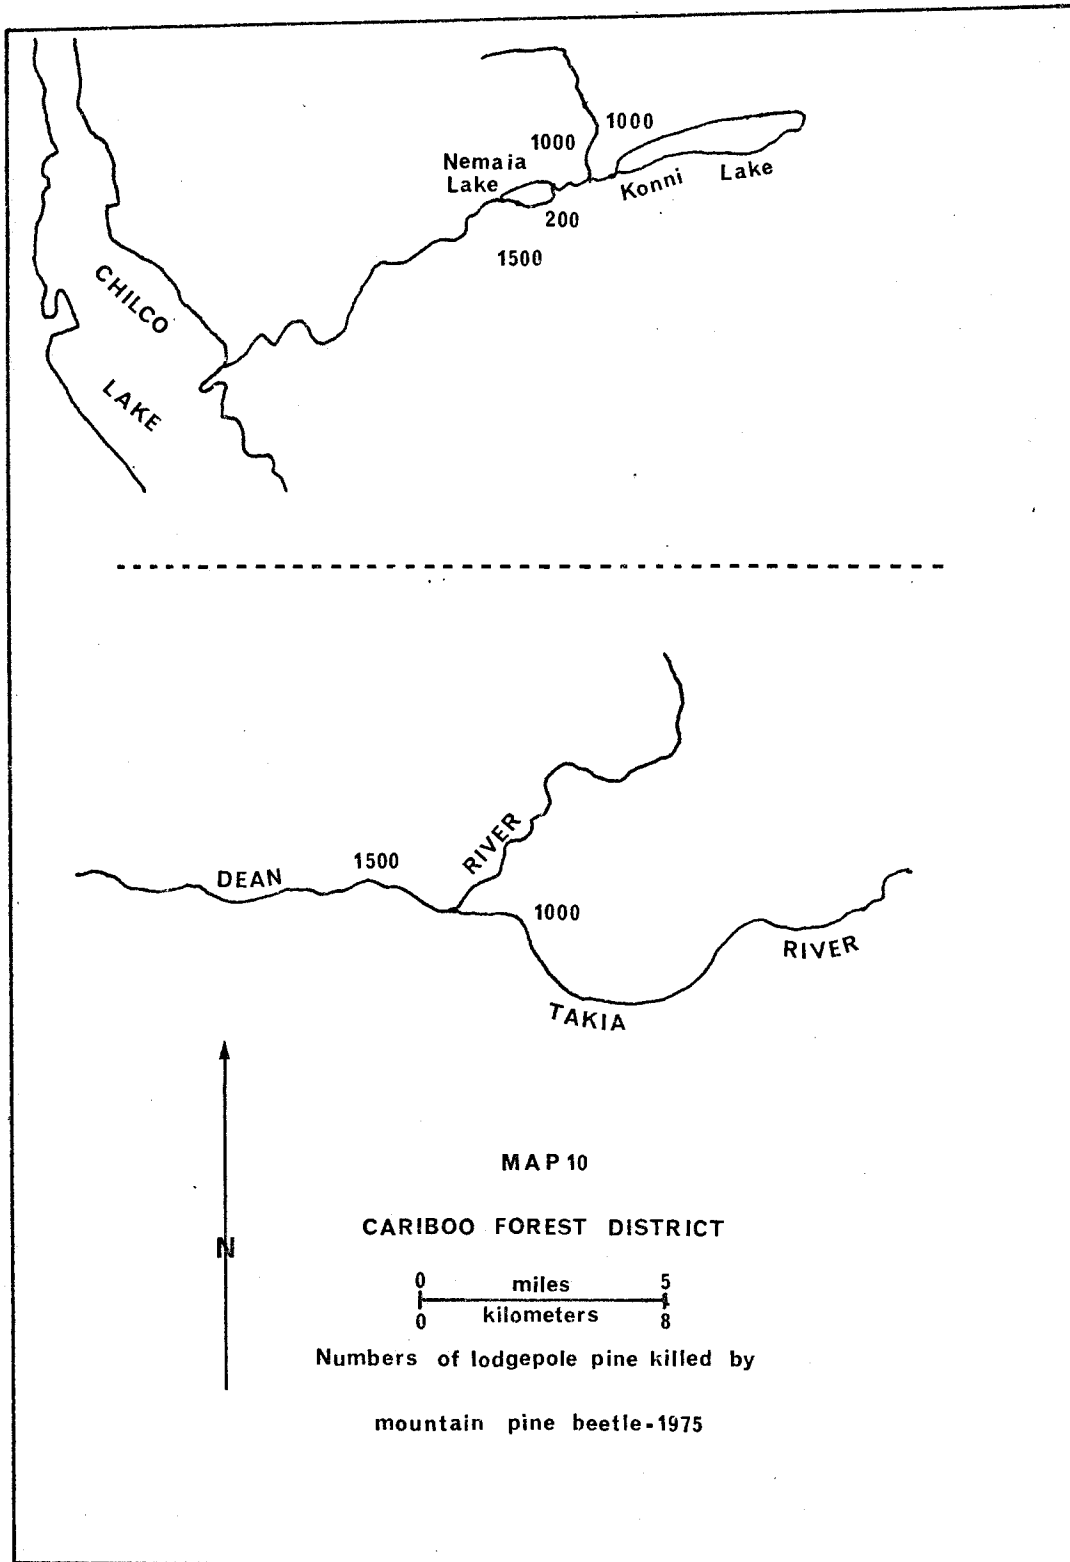 1000
1000
Nemaia
Lake
Konni Lake
200
1500
CHILCO
LAKE
RIVER
1500
DEAN
1000
RIVER
TAKIA
N
MAP 10
CARIBOO FOREST DISTRICT
0 miles 5
0 kilometers 8
Numbers of lodgepole pine killed by
mountain pine beetle-1975